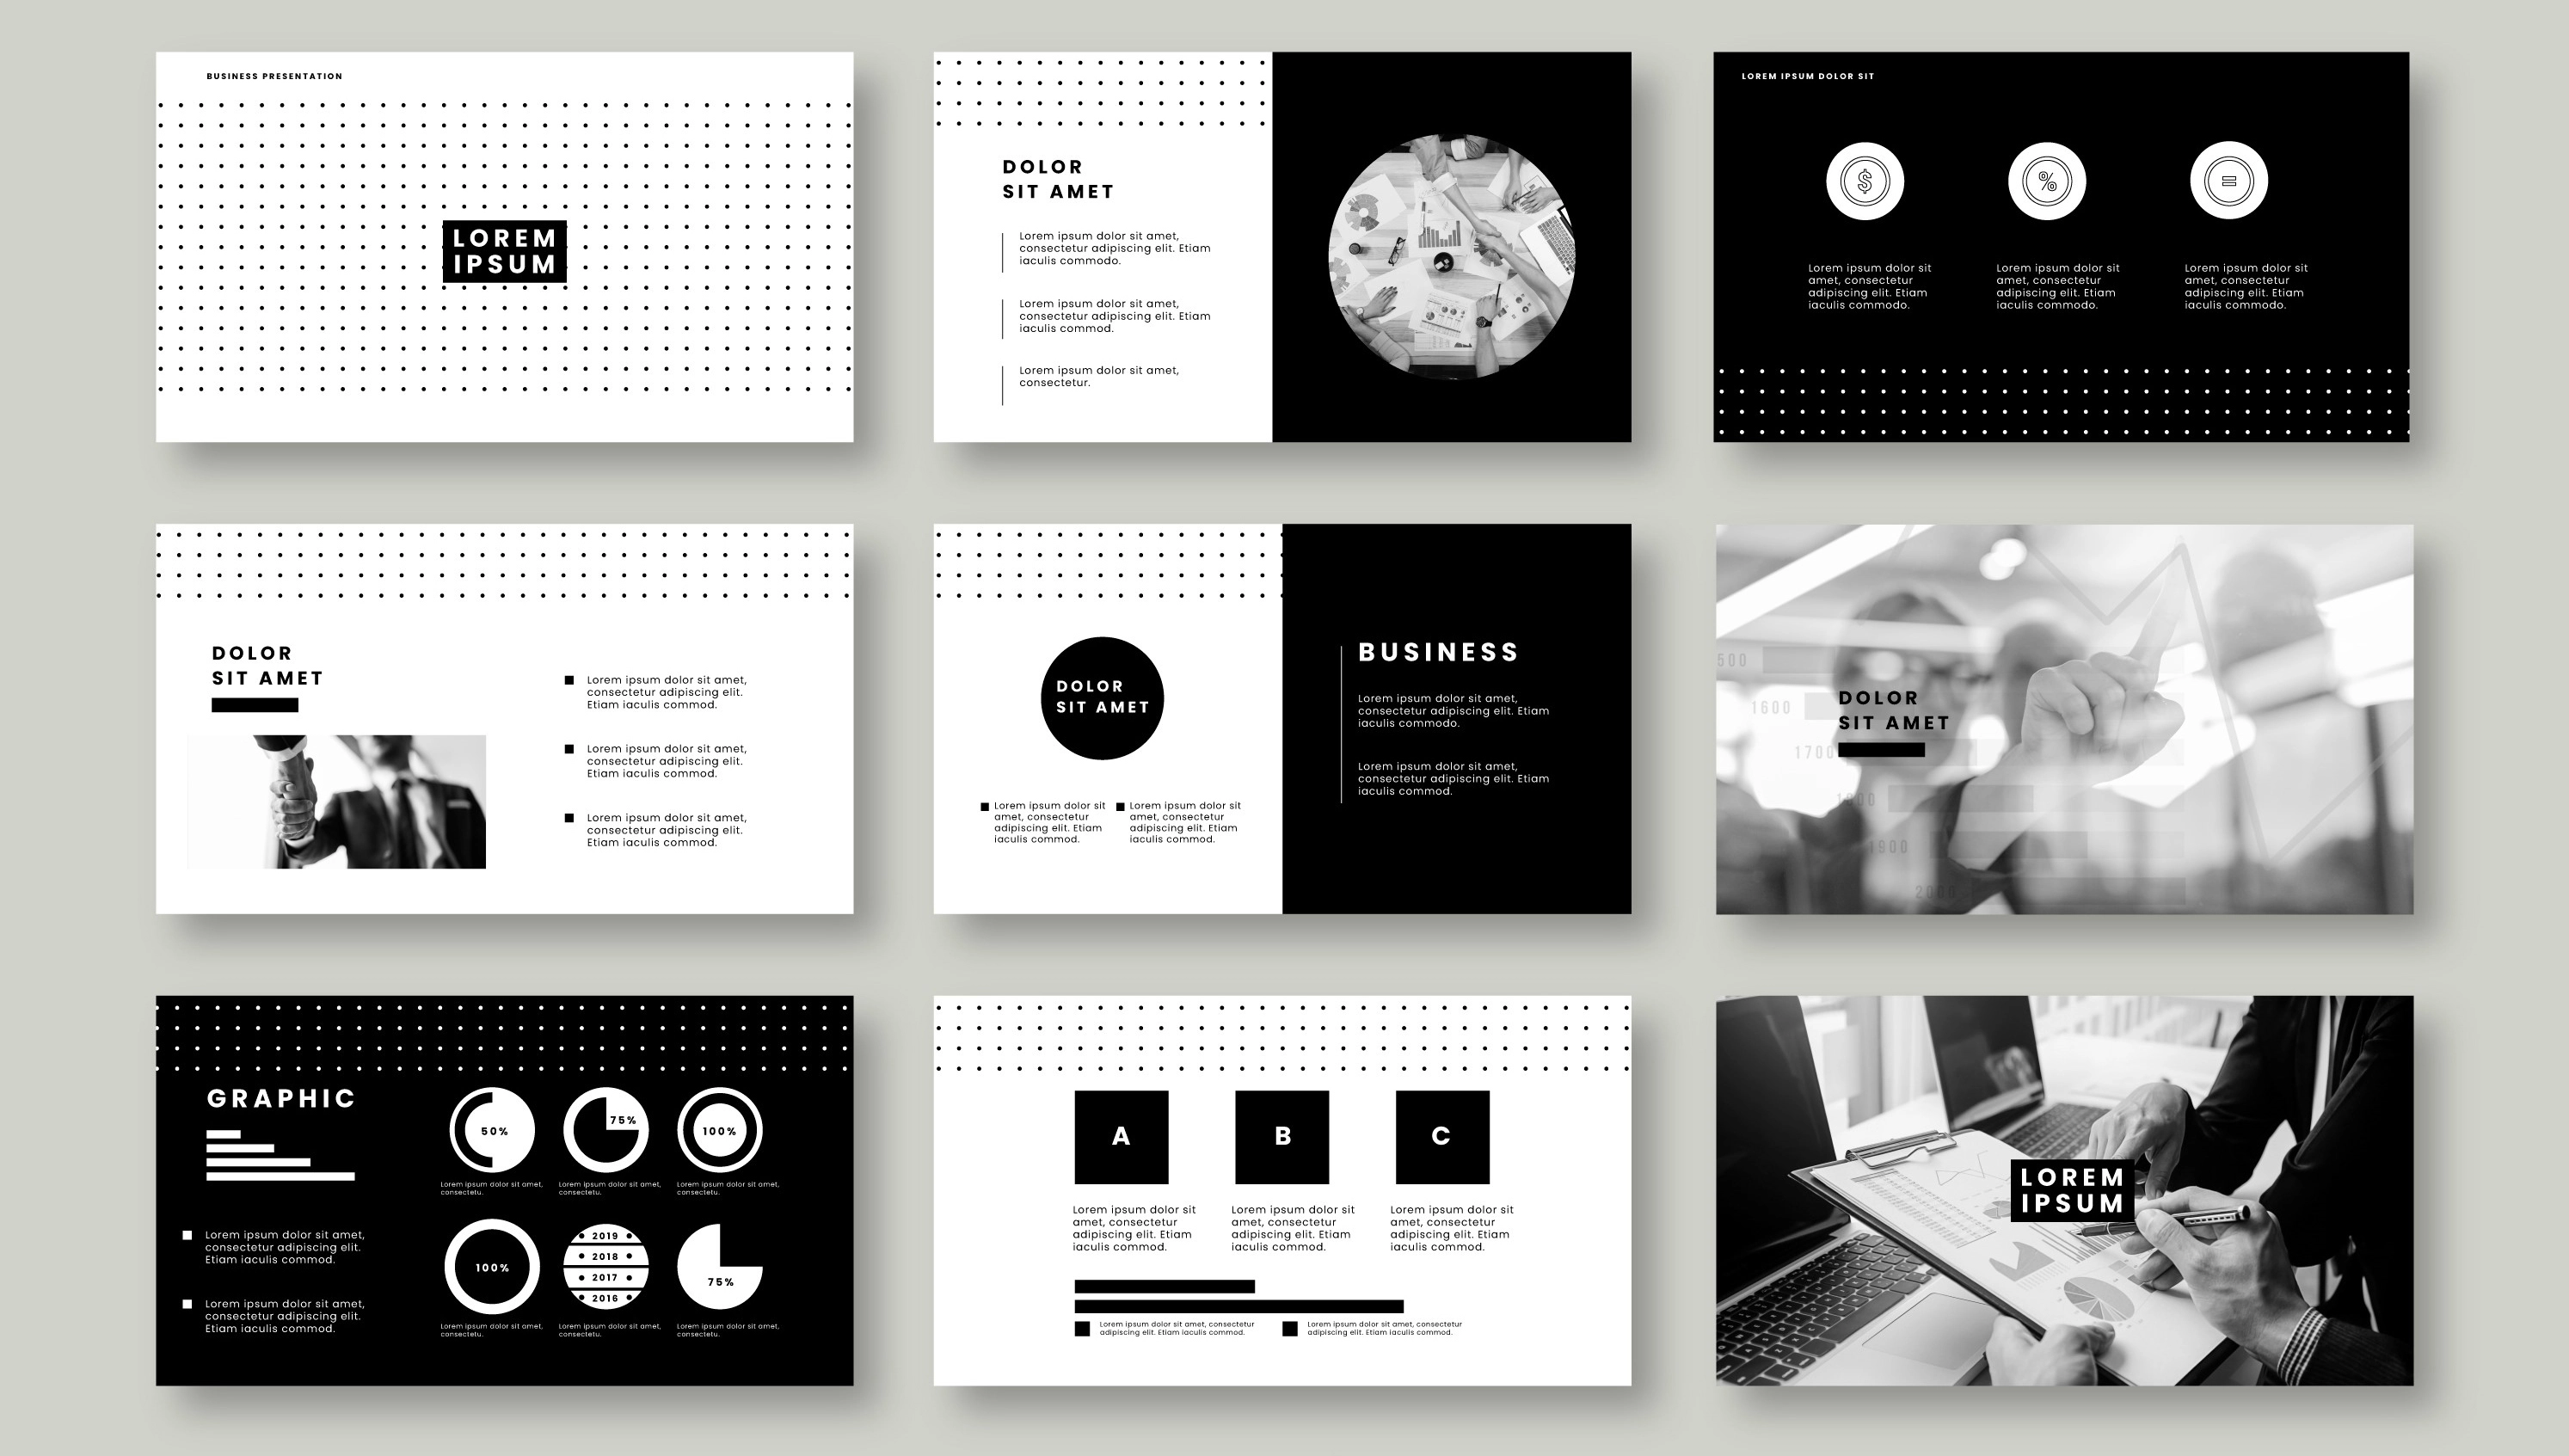 BUSINESS PRESENTATION
LOREM
IPSUM
DOLOR
SIT AMET
Lorem ipsum dolor sit amet,
consectetur adipiscing elit. Etiam
iaculis commodo.
Lorem ipsum dolor sit amet,
consectetur adipiscing elit. Etiam
iaculis commod.
Lorem ipsum dolor sit amet,
consectetur.
LOREM IPSUM DOLOR SIT
$
%
=
Lorem ipsum dolor sit
amet, consectetur
adipiscing elit. Etiam
iaculis commodo.
Lorem ipsum dolor sit
amet, consectetur
adipiscing elit. Etiam
iaculis commodo.
Lorem ipsum dolor sit
amet, consectetur
adipiscing elit. Etiam
iaculis commodo.
DOLOR
SIT AMET
Lorem ipsum dolor sit amet,
consectetur adipiscing elit.
Etiam iaculis commod.
Lorem ipsum dolor sit amet,
consectetur adipiscing elit.
Etiam iaculis commod.
Lorem ipsum dolor sit amet,
consectetur adipiscing elit.
Etiam iaculis commod.
DOLOR
SIT AMET
Lorem ipsum dolor sit
amet, consectetur
adipiscing elit. Etiam
iaculis commod.
Lorem ipsum dolor sit
amet, consectetur
adipiscing elit. Etiam
iaculis commod.
BUSINESS
Lorem ipsum dolor sit amet,
consectetur adipiscing elit. Etiam
iaculis commodo.
Lorem ipsum dolor sit amet,
consectetur adipiscing elit. Etiam
iaculis commod.
500
1600
DOLOR
SIT AMET
1700
1800
1900
2000
GRAPHIC
Lorem ipsum dolor sit amet,
consectetur adipiscing elit.
Etiam iaculis commod.
Lorem ipsum dolor sit amet,
consectetur adipiscing elit.
Etiam iaculis commod.
50%
75%
100%
Lorem ipsum dolor sit amet,
consectetu.
Lorem ipsum dolor sit amet,
consectetu.
Lorem ipsum dolor sit amet,
consectetu.
100%
2019
2018
2017
2016
75%
Lorem ipsum dolor sit amet,
consectetu.
Lorem ipsum dolor sit amet,
consectetu.
Lorem ipsum dolor sit amet,
consectetu.
A
B
C
Lorem ipsum dolor sit
amet, consectetur
adipiscing elit. Etiam
iaculis commod.
Lorem ipsum dolor sit
amet, consectetur
adipiscing elit. Etiam
iaculis commod.
Lorem ipsum dolor sit
amet, consectetur
adipiscing elit. Etiam
iaculis commod.
Lorem ipsum dolor sit amet, consectetur
adipiscing elit. Etiam iaculis commod.
Lorem ipsum dolor sit amet, consectetur
adipiscing elit. Etiam iaculis commod.
LOREM
IPSUM